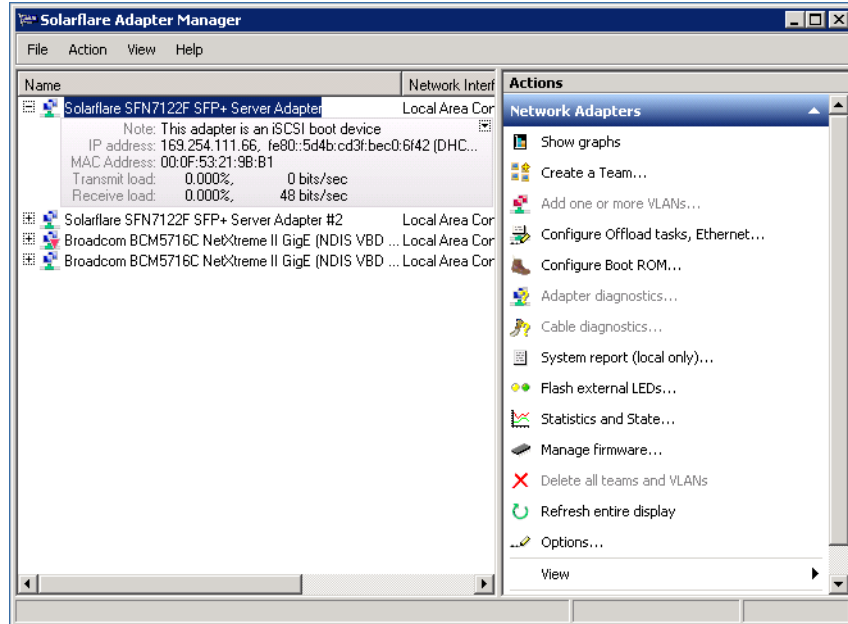 Solarflare Adapter Manager
File Action View Help
Name Network Interf
Solarflare SFN7122F SFP+ Server Adapter Local Area Con
Note: This adapter is an iSCSI boot device
IP address: 169.254.111.66, fe80::5d4b:cd3f:bec0:6f42 (DHC...
MAC Address: 00:0F:53:21:9B:B1
Transmit load: 0.000%, 0 bits/sec
Receive load: 0.000%, 48 bits/sec
Solarflare SFN7122F SFP+ Server Adapter #2 Local Area Con
Broadcom BCM5716C NetXtreme II GigE (NDIS VBD ... Local Area Con
Broadcom BCM5716C NetXtreme II GigE (NDIS VBD ... Local Area Con
Actions
Network Adapters
Show graphs
Create a Team...
Add one or more VLANs...
Configure Offload tasks, Ethernet...
Configure Boot ROM...
Adapter diagnostics...
Cable diagnostics...
System report (local only)...
Flash external LEDs...
Statistics and State...
Manage firmware...
Delete all teams and VLANs
Refresh entire display
Options...
View